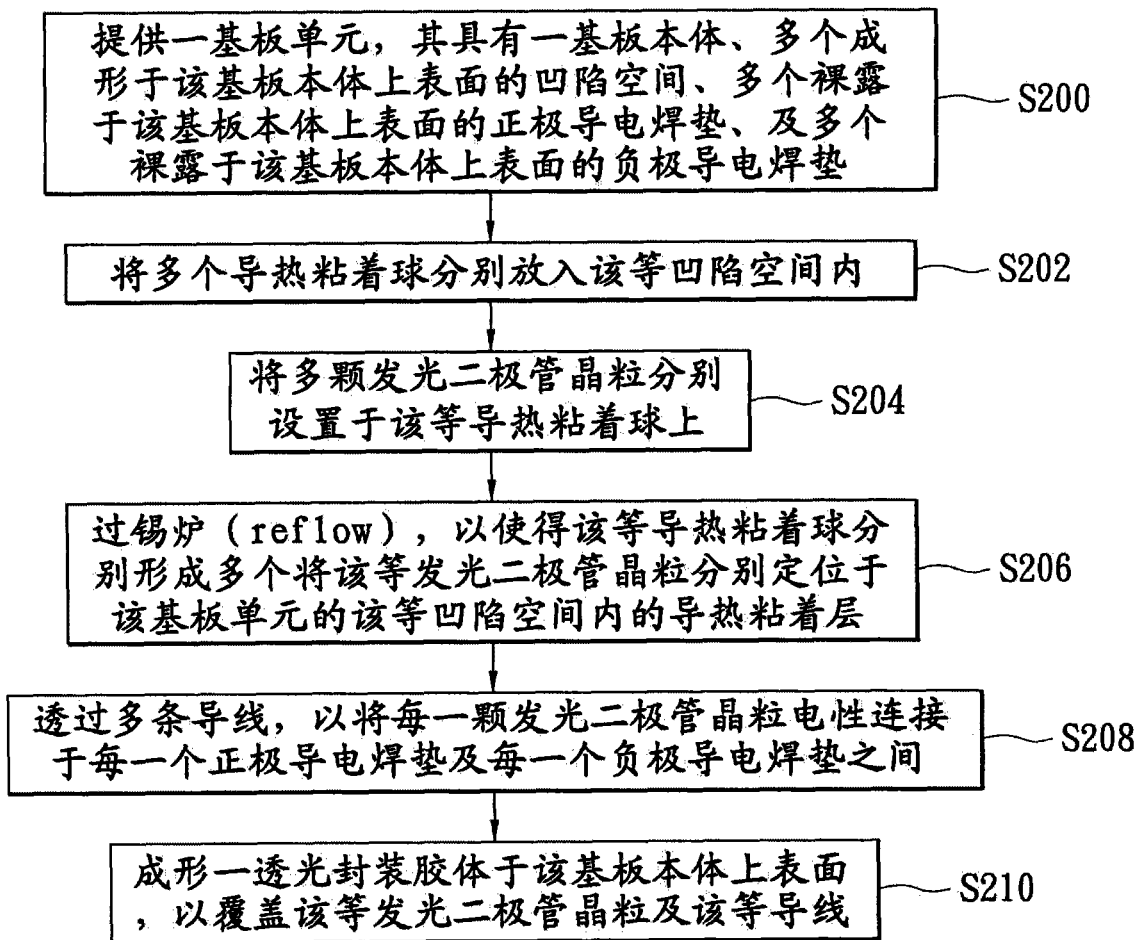 提供一基板单元，其具有一基板本体、多个成
形于该基板本体上表面的凹陷空间、多个裸露
于该基板本体上表面的正极导电焊垫、及多个
裸露于该基板本体上表面的负极导电焊垫
S200
将多个导热粘着球分别放入该等凹陷空间内
S202
将多颗发光二极管晶粒分别
设置于该等导热粘着球上
S204
过锡炉（reflow），以使得该等导热粘着球分
别形成多个将该等发光二极管晶粒分别定位于
该基板单元的该等凹陷空间内的导热粘着层
S206
透过多条导线，以将每一颗发光二极管晶粒电性连接
于每一个正极导电焊垫及每一个负极导电焊垫之间
S208
成形一透光封装胶体于该基板本体上表面
，以覆盖该等发光二极管晶粒及该等导线
S210